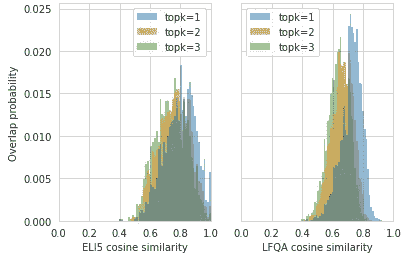 topk=1
topk=2
topk=3
topk=1
topk=2
topk=3
Overlap probability
0.025
0.020
0.015
0.010
0.005
0.000
0.0 0.2 0.4 0.6 0.8 1.0
0.0 0.2 0.4 0.6 0.8 1.0
ELI5 cosine similarity
LFQA cosine similarity